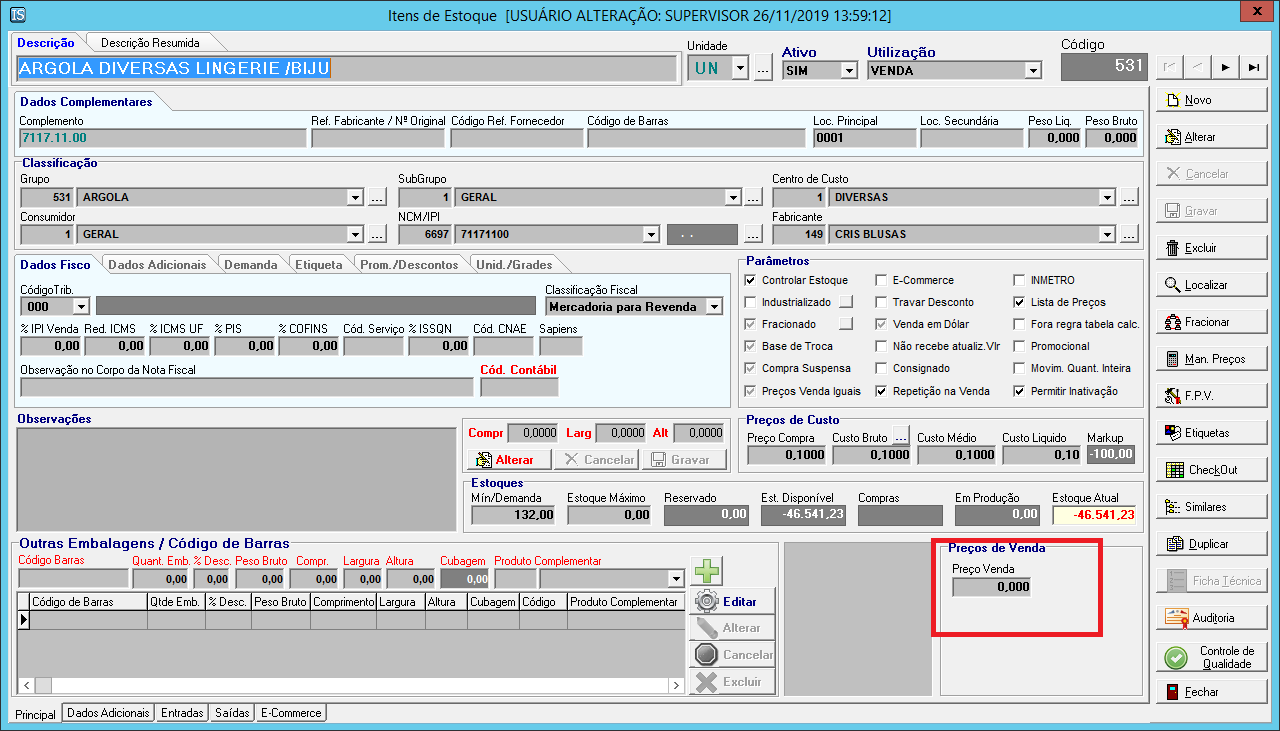 IS Itens de Estoque [USUÁRIO ALTERAÇÃO: SUPERVISOR 26/11/2019 13:59:12] x
Descrição Descrição Resumida
ARGOLA DIVERSAS LINGERIE /BIJU
Unidade Ativo Utilização Código
UN ... SIM VENDA 531
Dados Complementares
Complemento Ref. Fabricante / Nº Original Código Ref. Fornecedor Código de Barras Loc. Principal Loc. Secundária Peso Liq. Peso Bruto
7117.11.00 0001 0,000 0,000
Classificação
Grupo SubGrupo Centro de Custo
531 ARGOLA ... 1 GERAL ... 1 DIVERSAS ...
Consumidor NCM/IPI Fabricante
1 GERAL ... 6697 71171100 . . ... 149 CRIS BLUSAS ...
Dados Fisco Dados Adicionais Demanda Etiqueta Prom./Descontos Unid./Grades
CódigoTrib. Classificação Fiscal
000 Mercadoria para Revenda
% IPI Venda Red. ICMS % ICMS UF % PIS % COFINS Cód. Serviço % ISSQN Cód. CNAE Sapiens
0,00 0,00 0,00 0,00 0,00 0,00
Observação no Corpo da Nota Fiscal Cód. Contábil
Parâmetros
Controlar Estoque E-Commerce INMETRO
Industrializado Travar Desconto Lista de Preços
Fracionado Venda em Dólar Fora regra tabela calc.
Base de Troca Não recebe atualiz.Vlr Promocional
Compra Suspensa Consignado Movim. Quant. Inteira
Preços Venda Iguais Repetição na Venda Permitir Inativação
Observações
Compr 0,0000 Larg 0,0000 Alt 0,0000
Alterar Cancelar Gravar
Preços de Custo
Preço Compra Custo Bruto ... Custo Médio Custo Liquido Markup
0,1000 0,1000 0,1000 0,10 -100,00
Estoques
Mín/Demanda Estoque Máximo Reservado Est. Disponível Compras Em Produção Estoque Atual
132,00 0,00 0,00 -46.541,23 0,00 -46.541,23
Outras Embalagens / Código de Barras
Código Barras Quant. Emb. % Desc. Peso Bruto Compr. Largura Altura Cubagem Produto Complementar
0,00 0,00 0,00 0,00 0,00 0,00 0,00
Código de Barras Qtde Emb. % Desc. Peso Bruto Comprimento Largura Altura Cubagem Código Produto Complementar
Editar
Alterar
Cancelar
Excluir
Preços de Venda
Preço Venda
0,000
Principal Dados Adicionais Entradas Saídas E-Commerce
Novo
Alterar
Cancelar
Gravar
Excluir
Localizar
Fracionar
Man. Preços
F.P.V.
Etiquetas
CheckOut
Similares
Duplicar
Ficha Técnica
Auditoria
Controle de
Qualidade
Fechar